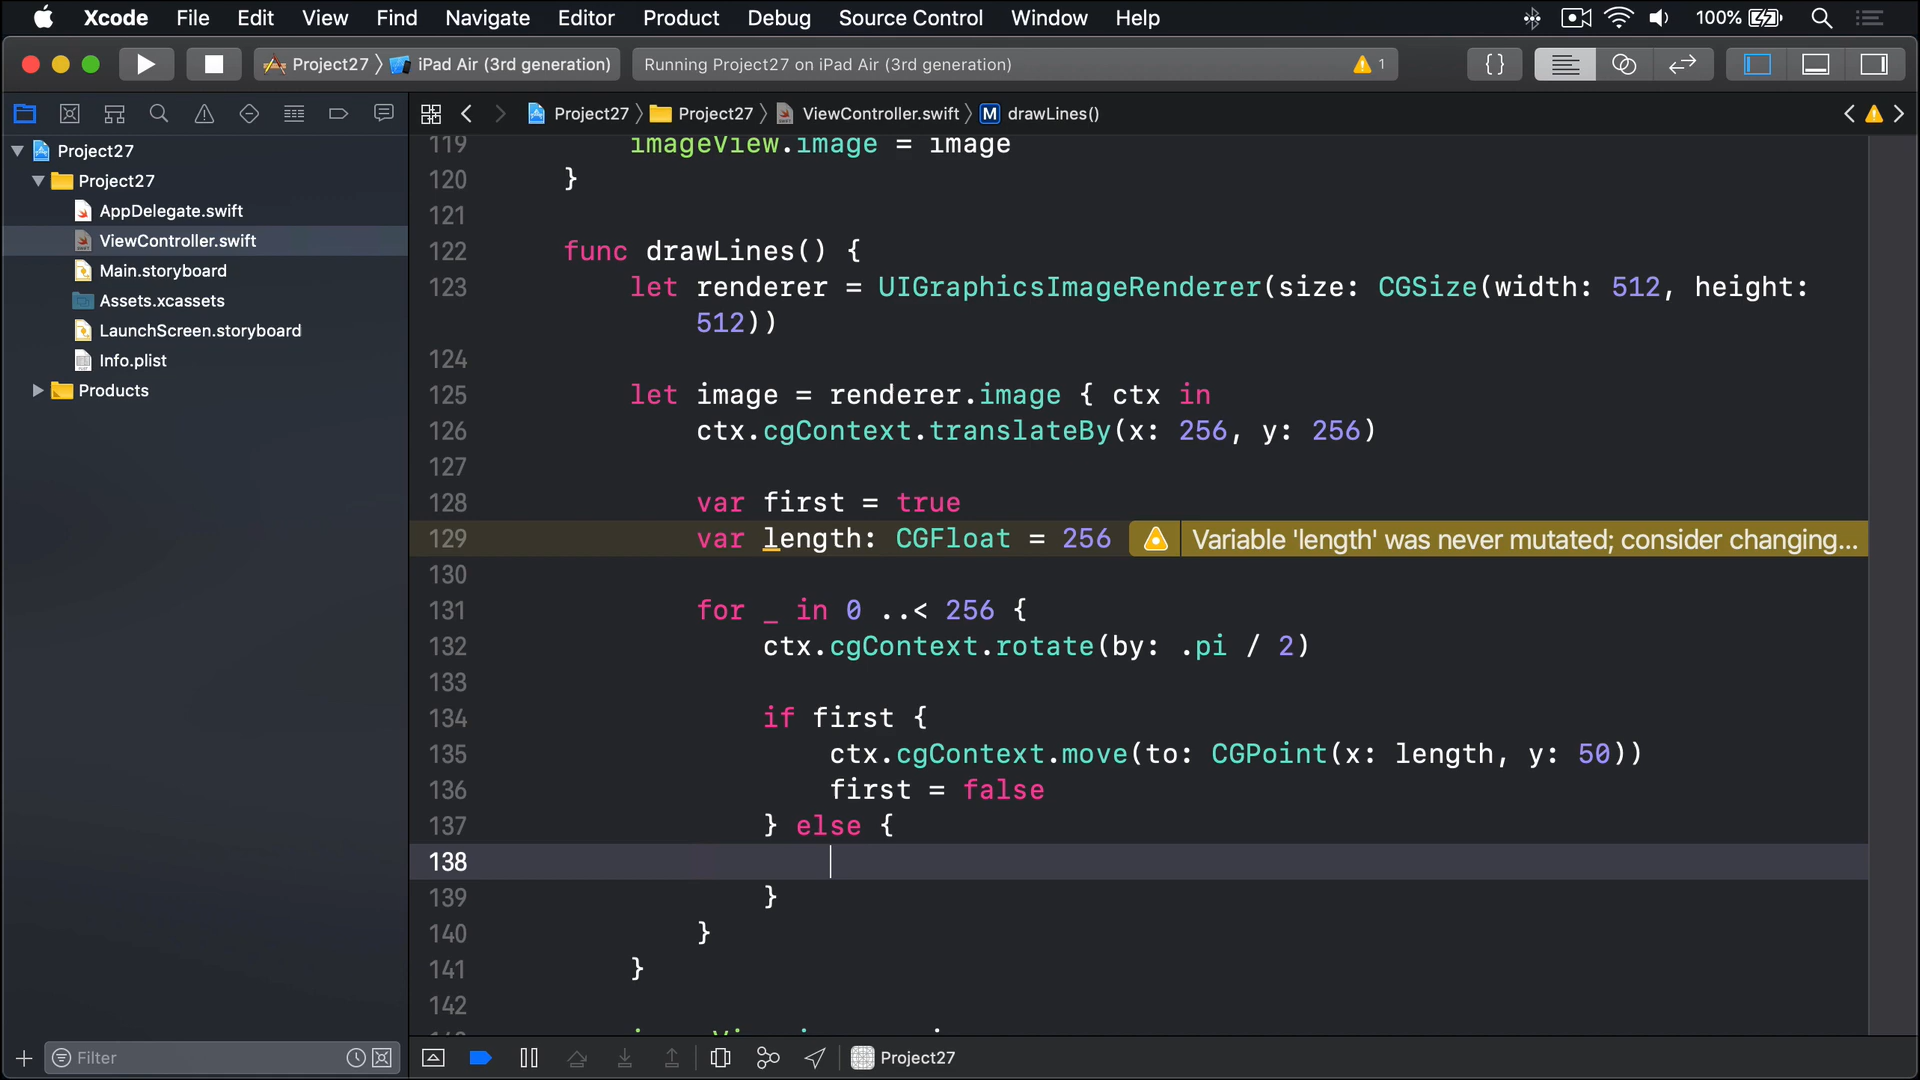 Xcode File Edit View Find Navigate Editor Product Debug Source Control Window Help 100%
Project27 iPad Air (3rd generation) Running Project27 on iPad Air (3rd generation) 1 {}
Project27 Project27 ViewController.swift M drawLines()
Project27
Project27
AppDelegate.swift
ViewController.swift
Main.storyboard
Assets.xcassets
LaunchScreen.storyboard
Info.plist
Products
119 imageView.image = image
120 }
121
122 func drawLines() {
123 let renderer = UIGraphicsImageRenderer(size: CGSize(width: 512, height:
512))
124
125 let image = renderer.image { ctx in
126 ctx.cgContext.translateBy(x: 256, y: 256)
127
128 var first = true
129 var length: CGFloat = 256 Variable 'length' was never mutated; consider changing...
130
131 for _ in 0 ..< 256 {
132 ctx.cgContext.rotate(by: .pi / 2)
133
134 if first {
135 ctx.cgContext.move(to: CGPoint(x: length, y: 50))
136 first = false
137 } else {
138
139 }
140 }
141 }
142
Filter Project27